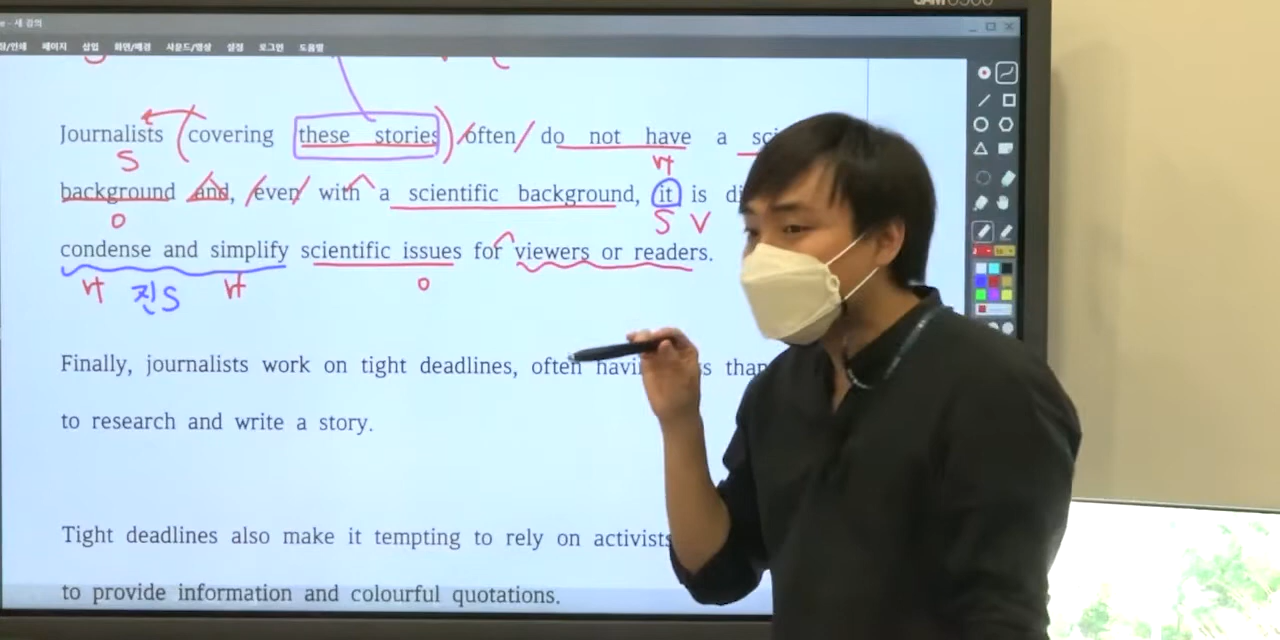 새 강의
페이지 삽입 화면/배경 사운드/영상 설정 로그인 도움말
Journalists (covering these stories) often do not have a
S
vt
background and, even with a scientific background, it is
O
S V
condense and simplify scientific issues for viewers or readers.
vt 진S vt O
Finally, journalists work on tight deadlines, often than
to research and write a story.
Tight deadlines also make it tempting to rely on activists
to provide information and colourful quotations.